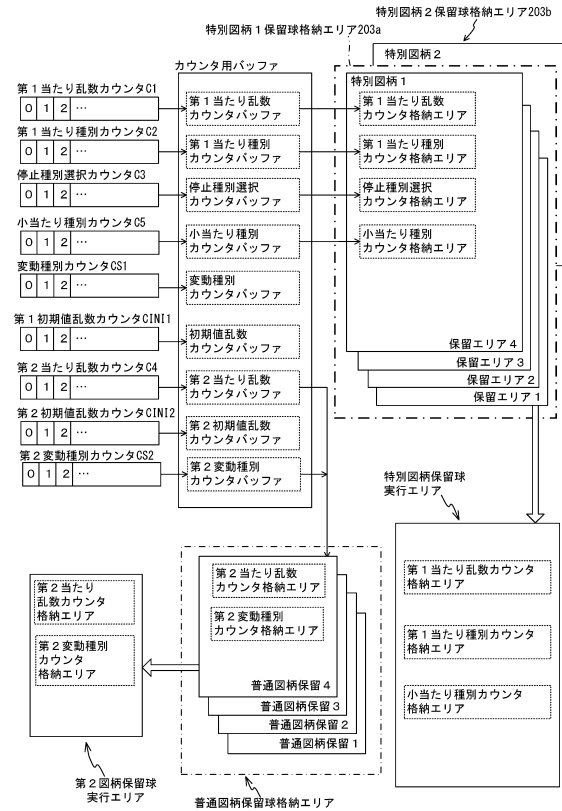 特別図柄２保留球格納エリア203b
特別図柄１保留球格納エリア203a
特別図柄２
カウンタ用バッファ
特別図柄１
第１当たり乱数カウンタC1
０ １ ２ …
第１当たり乱数
カウンタバッファ
第１当たり乱数
カウンタ格納エリア
第１当たり種別カウンタC2
０ １ ２ …
第１当たり種別
カウンタバッファ
第１当たり種別
カウンタ格納エリア
停止種別選択カウンタC3
０ １ ２ …
停止種別選択
カウンタバッファ
停止種別選択
カウンタ格納エリア
小当たり種別カウンタC5
０ １ ２ …
小当たり種別
カウンタバッファ
小当たり種別
カウンタ格納エリア
変動種別カウンタCS1
０ １ ２ …
変動種別
カウンタバッファ
第１初期値乱数カウンタCINI1
０ １ ２ …
初期値乱数
カウンタバッファ
第２当たり乱数カウンタC4
０ １ ２ …
第２当たり乱数
カウンタバッファ
第２初期値乱数カウンタCINI2
０ １ ２ …
第２初期値乱数
カウンタバッファ
第２変動種別カウンタCS2
０ １ ２ …
第２変動種別
カウンタバッファ
保留エリア４
保留エリア３
保留エリア２
保留エリア１
特別図柄保留球
実行エリア
第１当たり乱数カウンタ
格納エリア
第１当たり種別カウンタ
格納エリア
小当たり種別カウンタ
格納エリア
第２当たり乱数
カウンタ格納エリア
第２変動種別
カウンタ格納エリア
普通図柄保留４
普通図柄保留３
普通図柄保留２
普通図柄保留１
普通図柄保留球格納エリア
第２当たり
乱数カウンタ
格納エリア
第２変動種別
カウンタ
格納エリア
第２図柄保留球
実行エリア